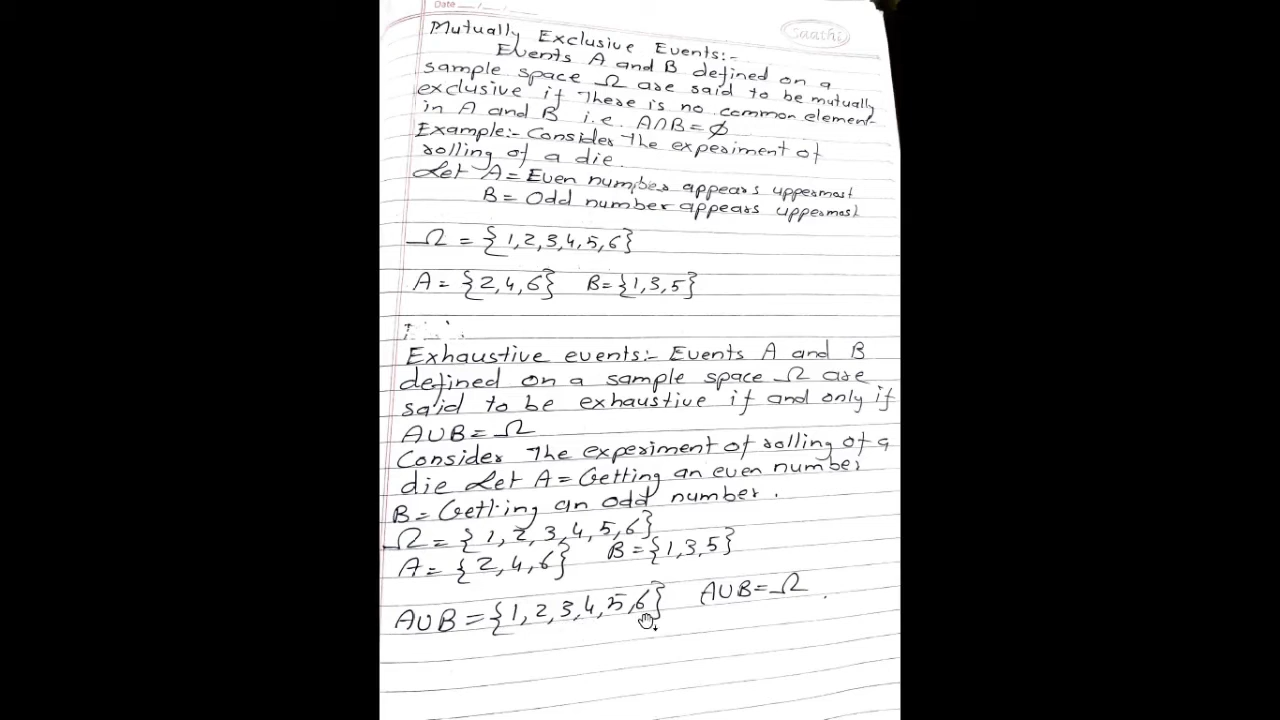 Date __/__/__
Saathi
Mutually Exclusive Events:-
Events A and B defined on a
sample space Ω are said to be mutually
exclusive if There is no common element
in A and B i.e. A∩B = ∅
Example:- Consider The experiment of
rolling of a die.
Let A = Even number appears uppermost
B = Odd number appears uppermost
Ω = {1,2,3,4,5,6}
A = {2,4,6} B = {1,3,5}
Exhaustive events:- Events A and B
defined on a sample space Ω are
said to be exhaustive if and only if
A∪B = Ω
Consider The experiment of rolling of a
die Let A = Getting an even number
B = Getting an odd number.
Ω = {1, 2, 3, 4, 5, 6}
A = {2, 4, 6} B = {1,3,5}
A∪B = {1, 2, 3, 4, 5, 6} A∪B = Ω.